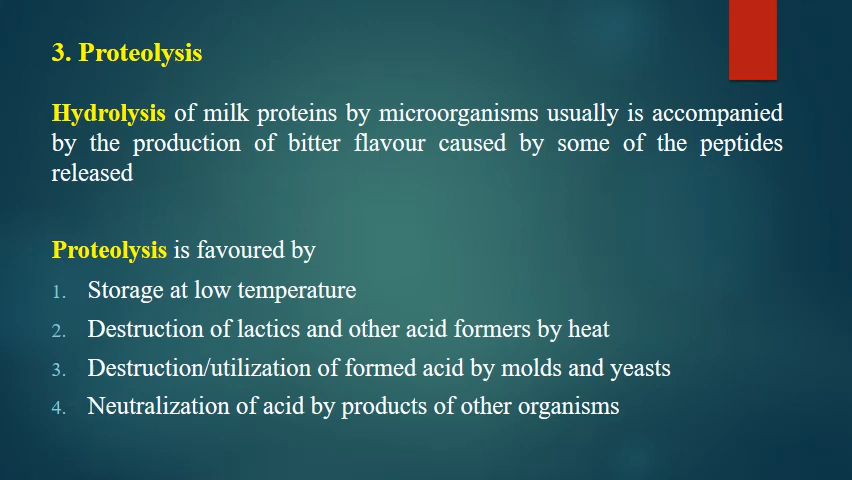 3. Proteolysis
Hydrolysis of milk proteins by microorganisms usually is accompanied
by the production of bitter flavour caused by some of the peptides
released
Proteolysis is favoured by
1. Storage at low temperature
2. Destruction of lactics and other acid formers by heat
3. Destruction/utilization of formed acid by molds and yeasts
4. Neutralization of acid by products of other organisms